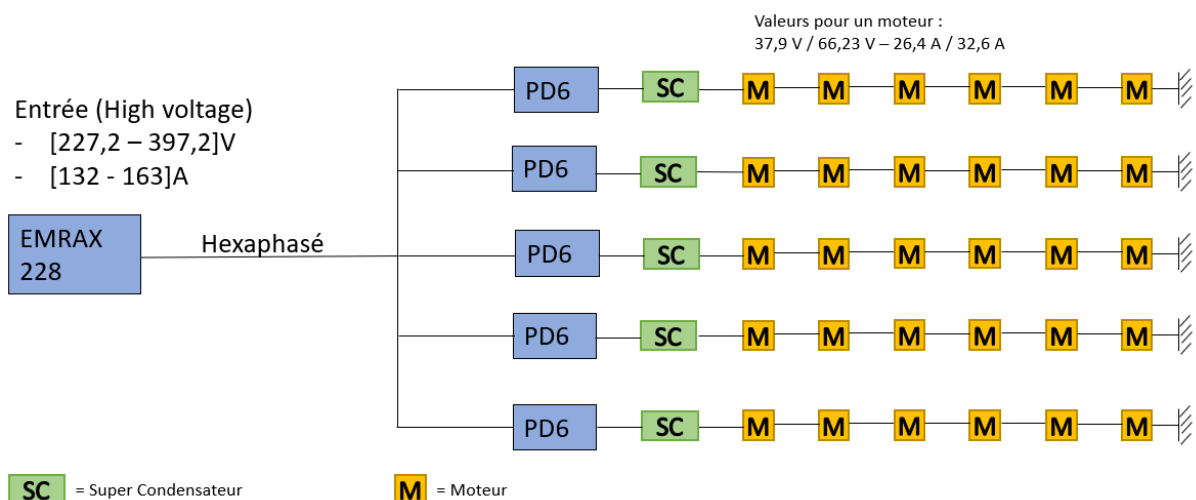 Valeurs pour un moteur :
37,9 V / 66,23 V – 26,4 A / 32,6 A
Entrée (High voltage)
- [227,2 – 397,2]V
- [132 - 163]A
EMRAX
228
Hexaphasé
PD6 SC M M M M M M
PD6 SC M M M M M M
PD6 SC M M M M M M
PD6 SC M M M M M M
PD6 SC M M M M M M
SC = Super Condensateur
M = Moteur